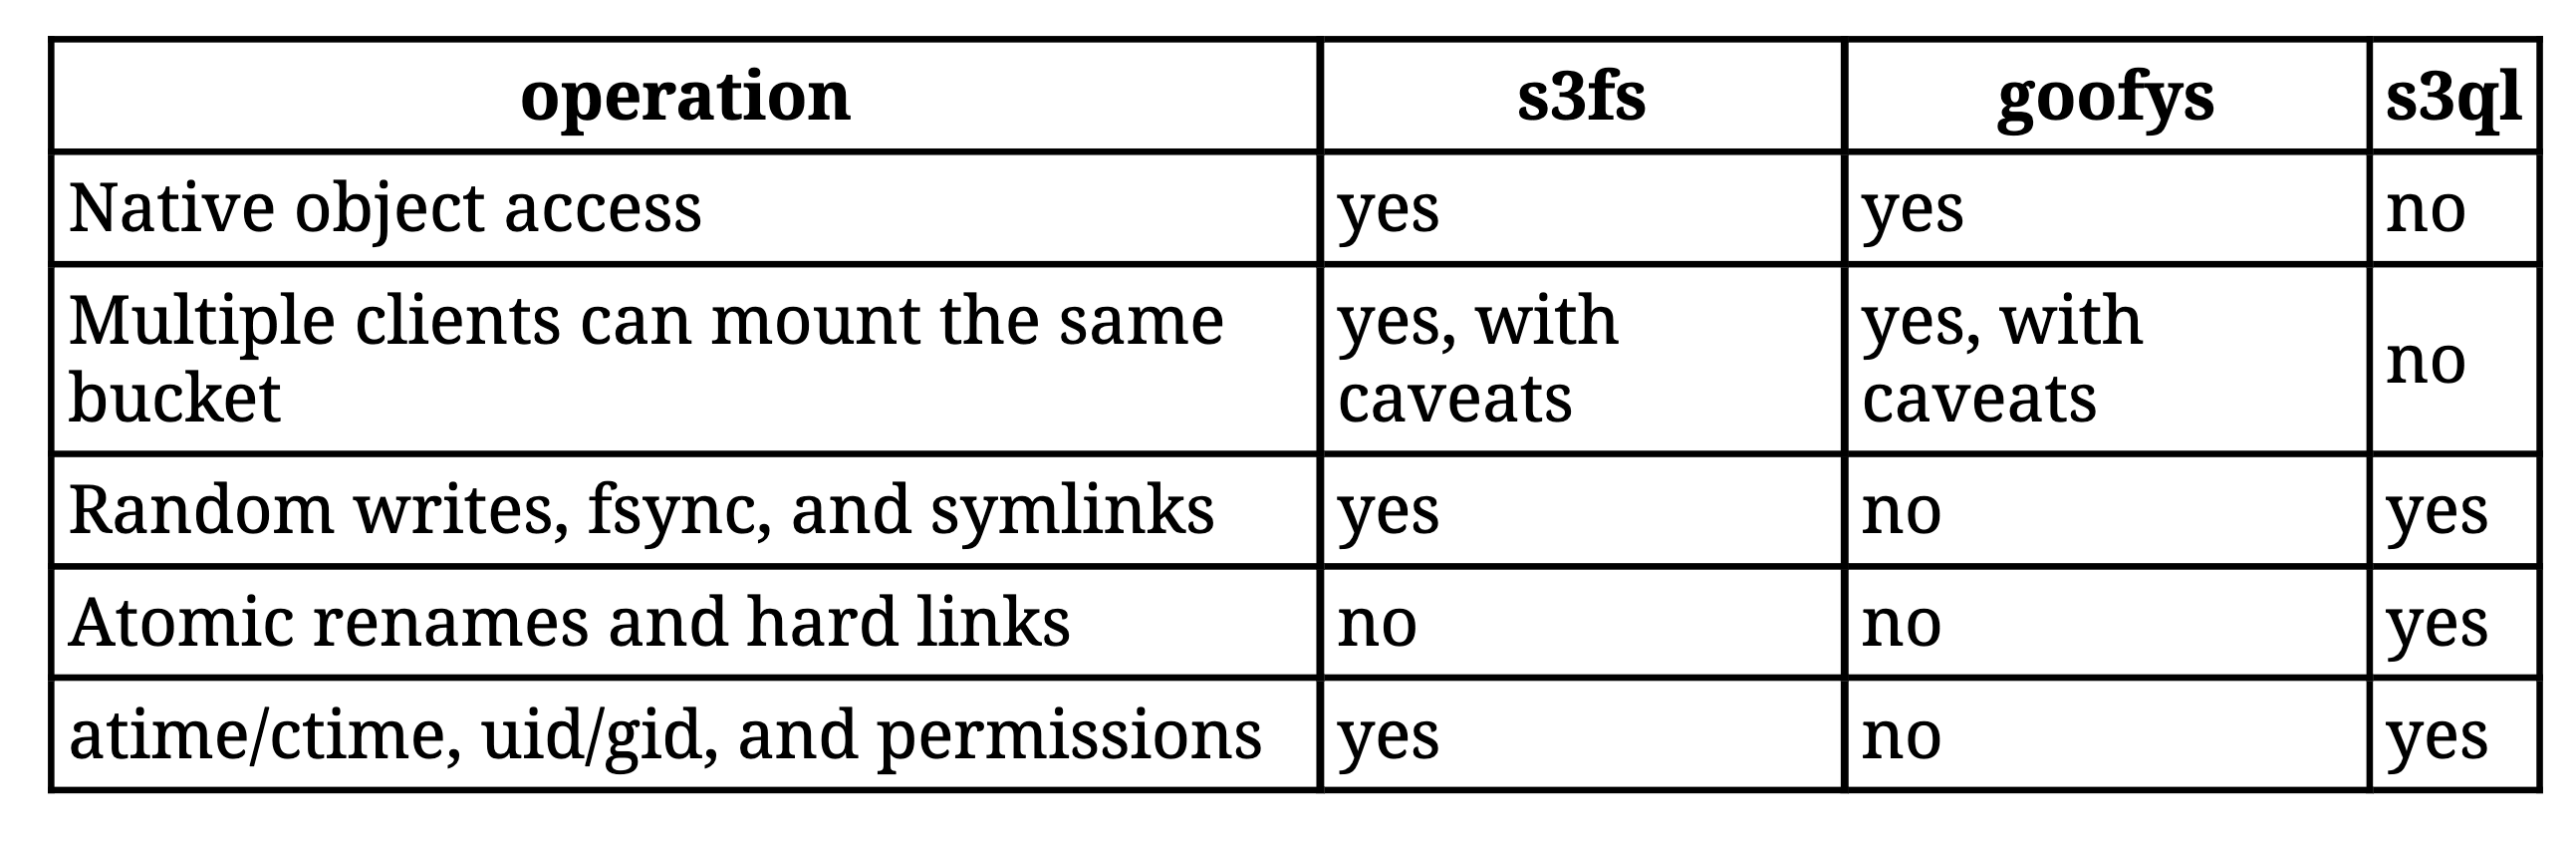 operation s3fs goofys s3ql
Native object access yes yes no
Multiple clients can mount the same bucket yes, with caveats yes, with caveats no
Random writes, fsync, and symlinks yes no yes
Atomic renames and hard links no no yes
atime/ctime, uid/gid, and permissions yes no yes